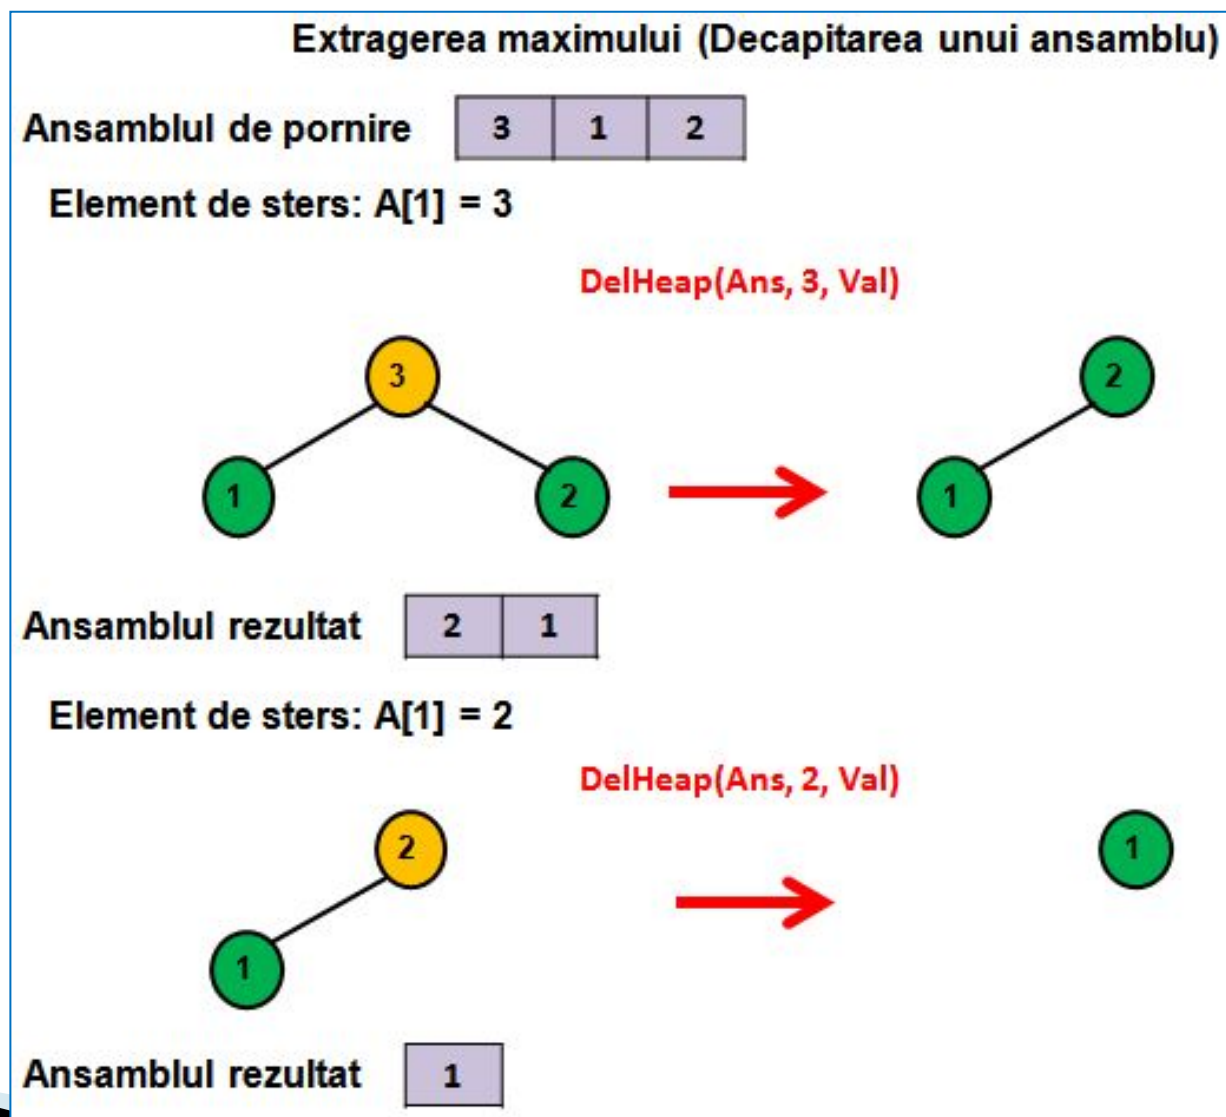 Extragerea maximului (Decapitarea unui ansamblu)
Ansamblul de pornire 3 1 2
Element de sters: A[1] = 3
DelHeap(Ans, 3, Val)
3 2
1 2 1
Ansamblul rezultat 2 1
Element de sters: A[1] = 2
DelHeap(Ans, 2, Val)
2 1
1
Ansamblul rezultat 1